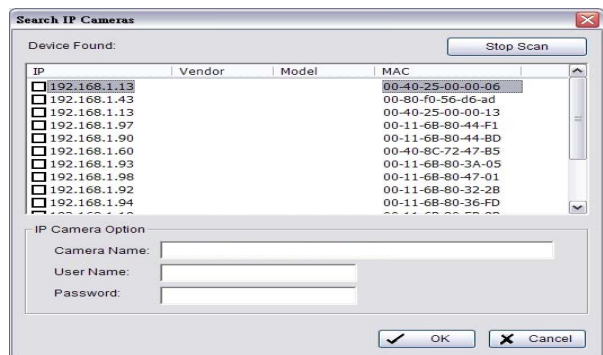 Search IP Cameras
Device Found:
Stop Scan
IP Vendor Model MAC
192.168.1.13 00-40-25-00-00-06
192.168.1.43 00-80-f0-56-d6-ad
192.168.1.13 00-40-25-00-00-13
192.168.1.97 00-11-6B-80-44-F1
192.168.1.90 00-11-6B-80-44-BD
192.168.1.60 00-40-8C-72-47-B5
192.168.1.93 00-11-6B-80-3A-05
192.168.1.98 00-11-6B-80-47-01
192.168.1.92 00-11-6B-80-32-2B
192.168.1.94 00-11-6B-80-36-FD
IP Camera Option
Camera Name:
User Name:
Password:
OK Cancel